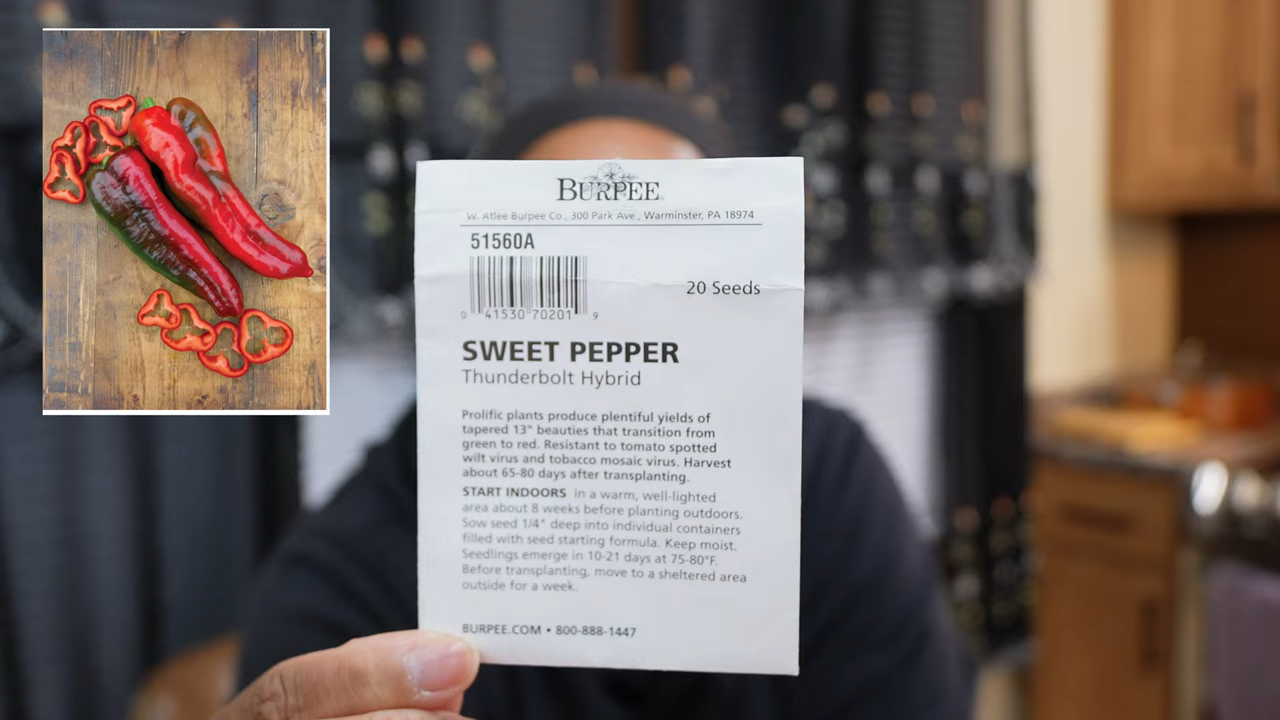 BURPEE
W. Atlee Burpee Co., 300 Park Ave., Warminster, PA 18974
51560A
20 Seeds
0 41530 70201 9
SWEET PEPPER
Thunderbolt Hybrid
Prolific plants produce plentiful yields of
tapered 13" beauties that transition from
green to red. Resistant to tomato spotted
wilt virus and tobacco mosaic virus. Harvest
about 65-80 days after transplanting.
START INDOORS in a warm, well-lighted
area about 8 weeks before planting outdoors.
Sow seed 1/4" deep into individual containers
filled with seed starting formula. Keep moist.
Seedlings emerge in 10-21 days at 75-80°F.
Before transplanting, move to a sheltered area
outside for a week.
BURPEE.COM • 800-888-1447